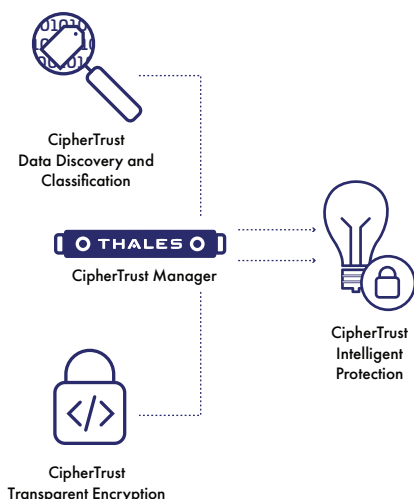 CipherTrust
Data Discovery and
Classification
THALES
CipherTrust Manager
CipherTrust
Intelligent
Protection
</>
CipherTrust
Transparent Encryption